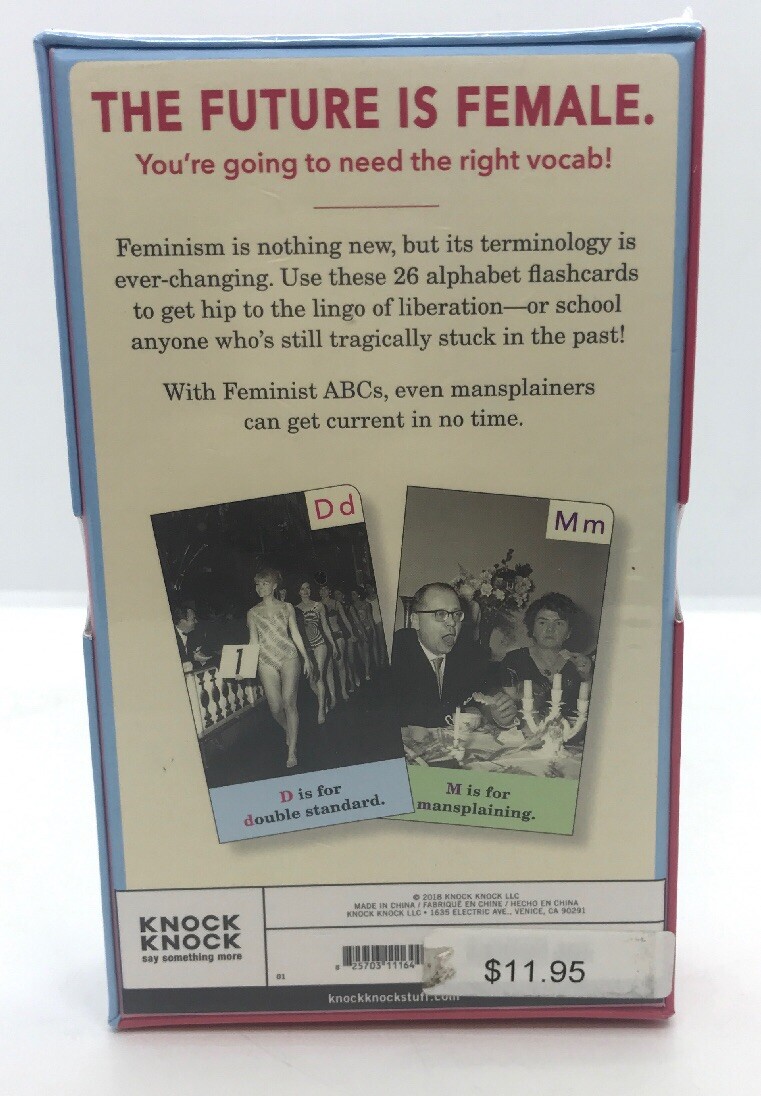 THE FUTURE IS FEMALE.
You're going to need the right vocab!
Feminism is nothing new, but its terminology is
ever-changing. Use these 26 alphabet flashcards
to get hip to the lingo of liberation—or school
anyone who's still tragically stuck in the past!
With Feminist ABCs, even mansplainers
can get current in no time.
Dd
1
D is for
double standard.
Mm
M is for
mansplaining.
KNOCK
KNOCK
say something more
© 2018 KNOCK KNOCK LLC
MADE IN CHINA / FABRIQUÉ EN CHINE / HECHO EN CHINA
KNOCK KNOCK LLC • 1635 ELECTRIC AVE., VENICE, CA 90291
01
8 25703 11164
$11.95
knockknockstuff.com